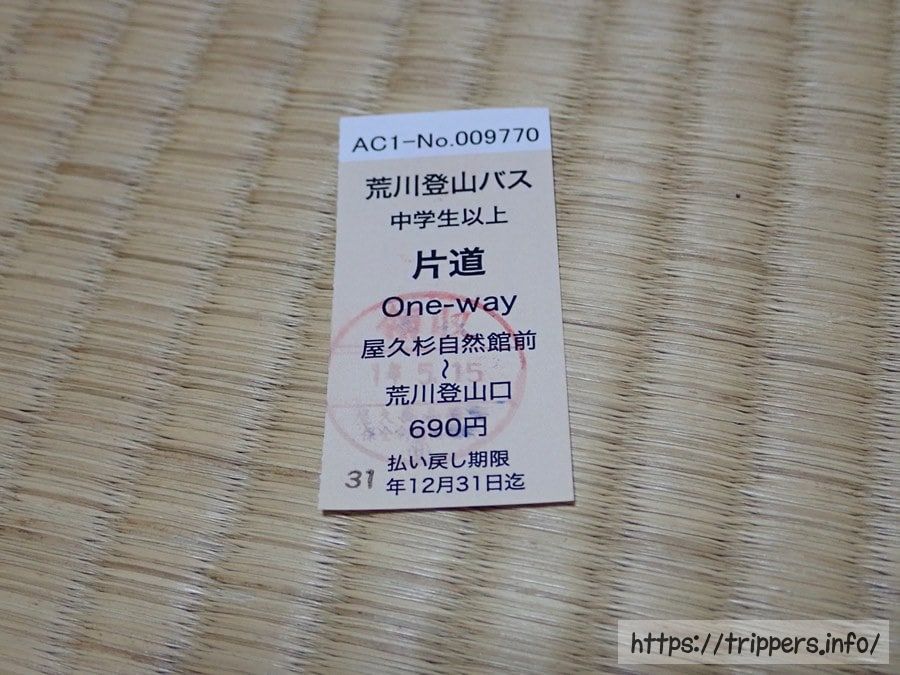 AC1-No.009770
荒川登山バス
中学生以上
片道
One-way
領収
屋久杉自然館前
~
荒川登山口
690円
払い戻し期限
31 年12月31日迄
https://trippers.info/